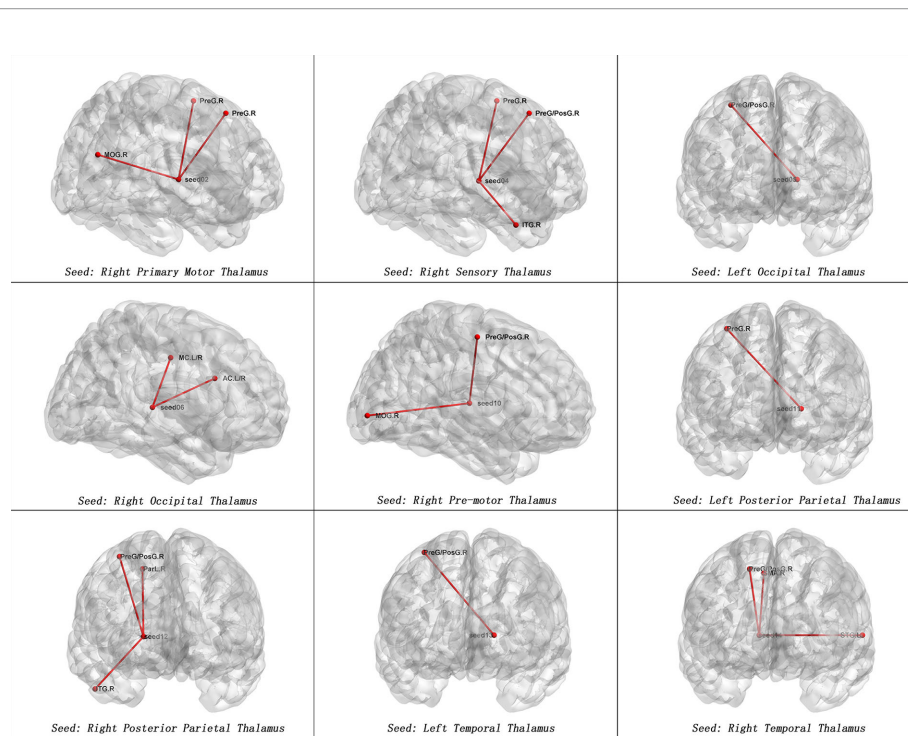 PreG.R
PreG.R
MOG.R
seed02
Seed: Right Primary Motor Thalamus
PreG.R
PreG/PosG.R
seed04
ITG.R
Seed: Right Sensory Thalamus
PreG/PosG.R
Seed: Left Occipital Thalamus
MC.L/R
AC.L/R
seed06
Seed: Right Occipital Thalamus
PreG/PosG.R
seed10
MOG.R
Seed: Right Pre-motor Thalamus
PreG.R
Seed: Left Posterior Parietal Thalamus
PreG/PosG.R
ParL.R
seed12
Seed: Right Posterior Parietal Thalamus
PreG/PosG.R
Seed: Left Temporal Thalamus
PreG/PosG.R
Seed: Right Temporal Thalamus